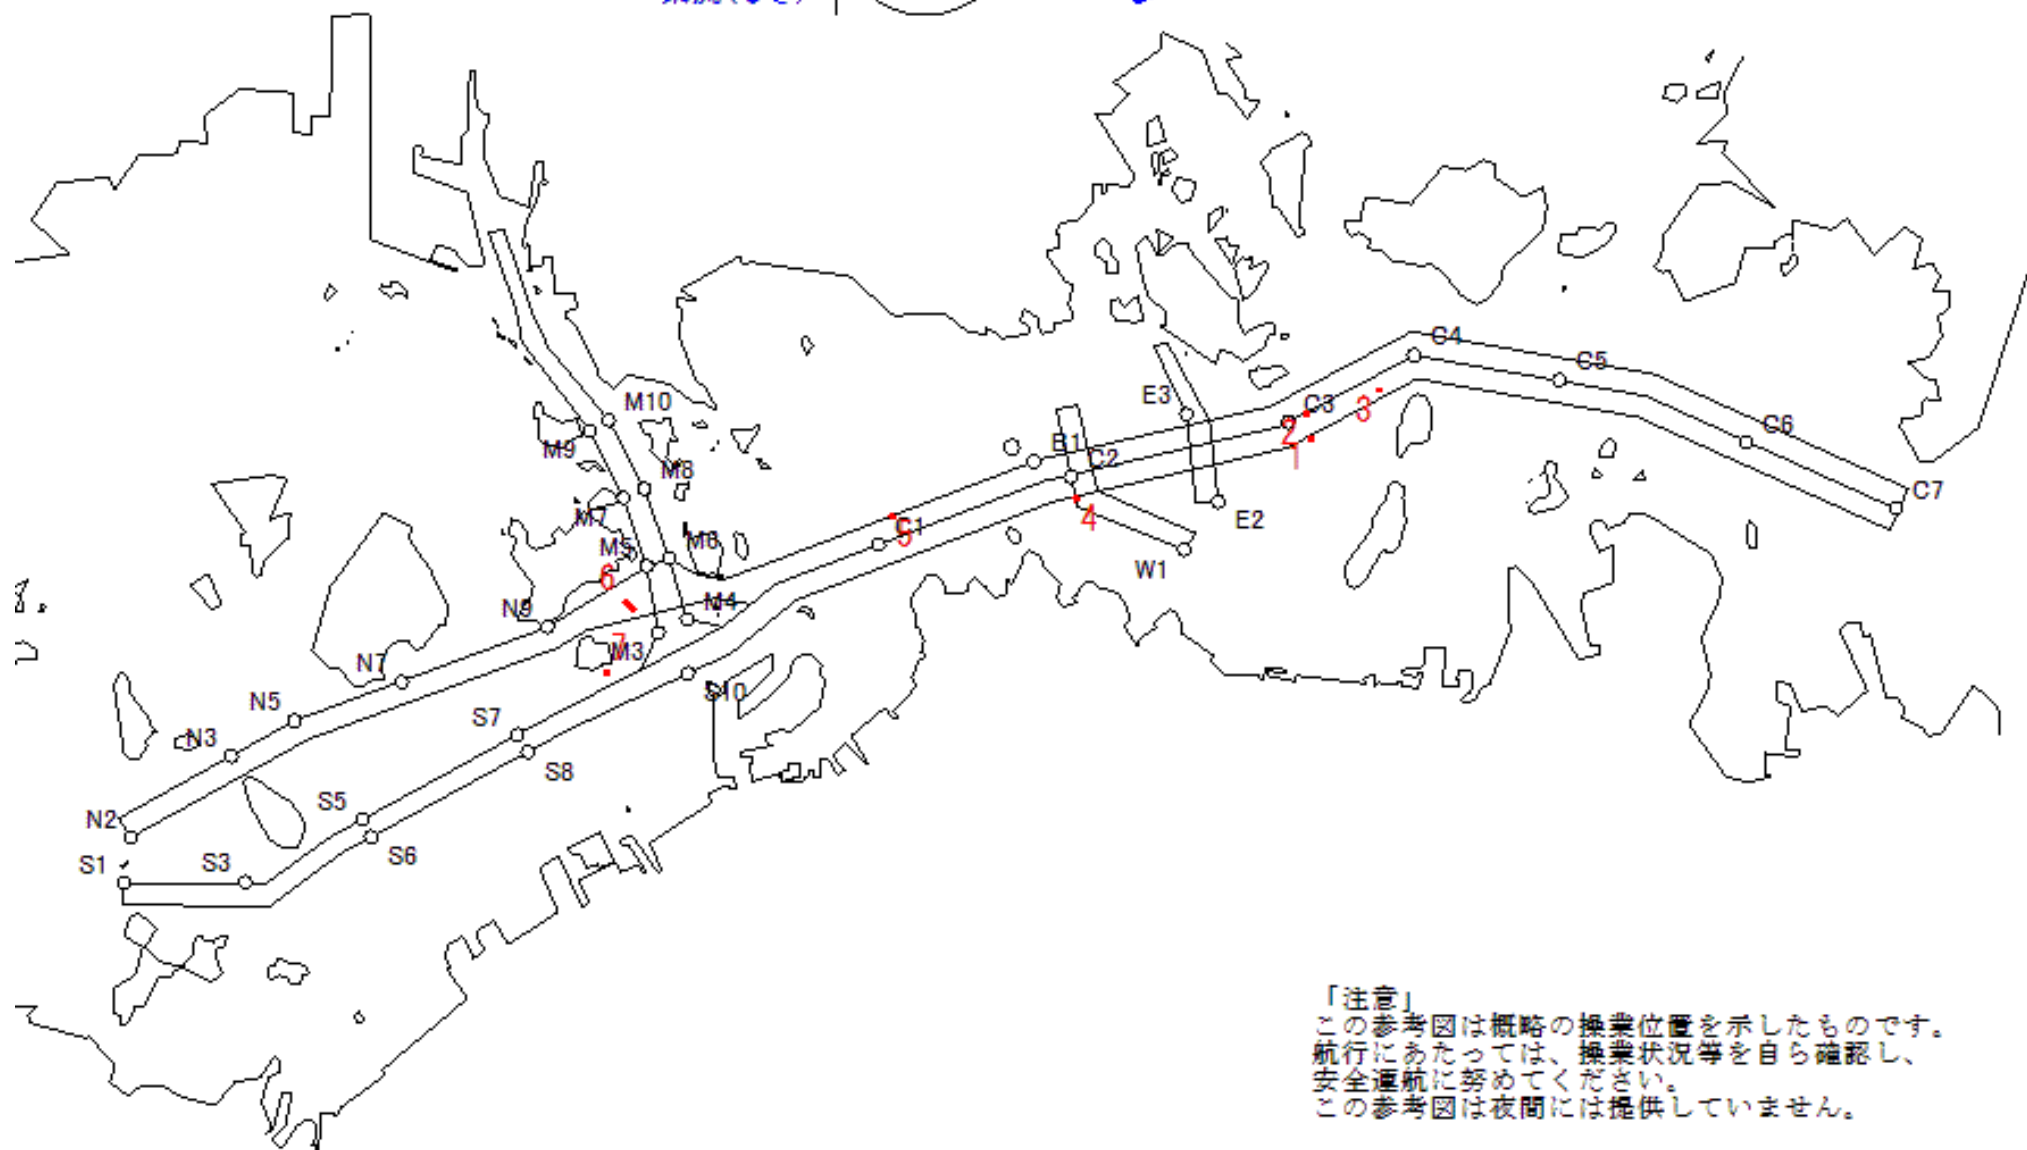 C4
C5
M10
E3
C3
3
C6
M9
B1
2
M8
C2
1
C7
M7
4
E2
C1
5
M5
M6
W1
6
N9
M4
7
M3
N7
S10
N5
S7
N3
S8
S5
N2
S6
S1
S3
「注意」
この参考図は概略の操業位置を示したものです。
航行にあたっては、操業状況等を自ら確認し、
安全運航に努めてください。
この参考図は夜間には提供していません。